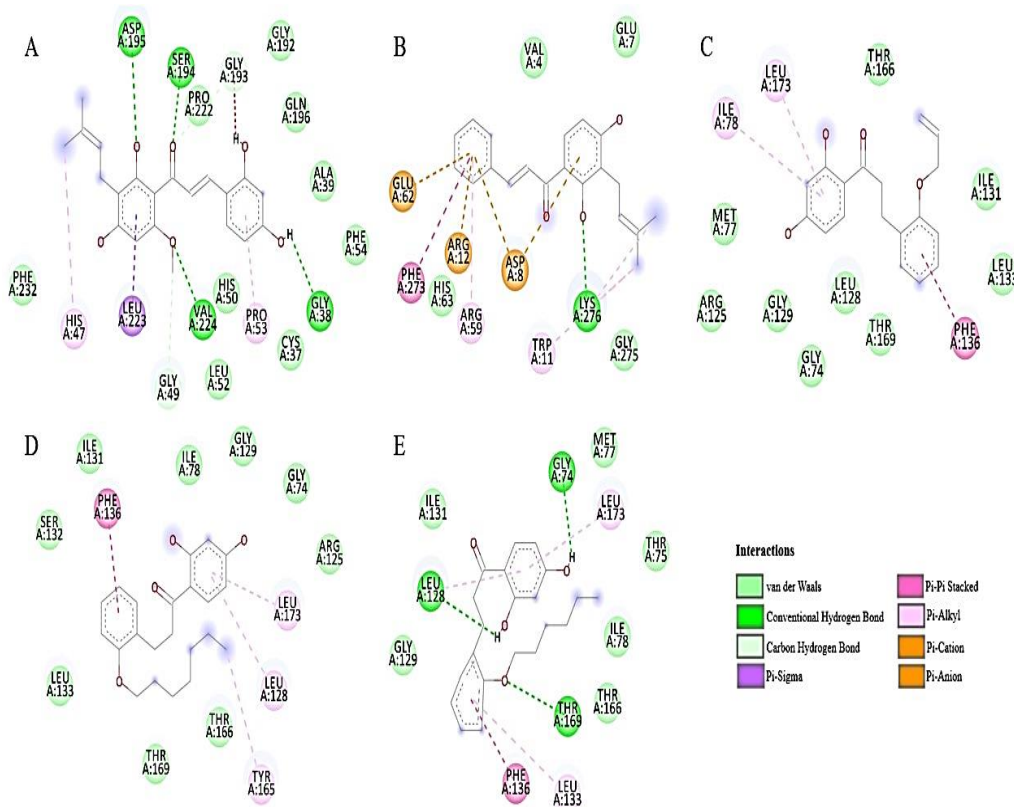 A
ASP
A:195
SER
A:194
GLY
A:193
GLY
A:192
PRO
A:222
GLN
A:196
H
ALA
A:39
PHE
A:54
H
PHE
A:232
HIS
A:47
LEU
A:223
VAL
A:224
HIS
A:50
PRO
A:53
GLY
A:38
CYS
A:37
GLY
A:49
LEU
A:52
B
VAL
A:4
GLU
A:7
GLU
A:62
ARG
A:12
ASP
A:8
PHE
A:273
HIS
A:63
ARG
A:59
LYS
A:276
TRP
A:11
GLY
A:275
C
LEU
A:173
THR
A:166
ILE
A:78
ILE
A:131
MET
A:77
LEU
A:133
ARG
A:125
GLY
A:129
LEU
A:128
THR
A:169
PHE
A:136
GLY
A:74
D
ILE
A:131
ILE
A:78
GLY
A:129
GLY
A:74
PHE
A:136
SER
A:132
ARG
A:125
LEU
A:173
LEU
A:133
LEU
A:128
THR
A:166
THR
A:169
TYR
A:165
E
MET
A:77
GLY
A:74
LEU
A:173
ILE
A:131
THR
A:75
H
LEU
A:128
H
GLY
A:129
ILE
A:78
THR
A:166
THR
A:169
PHE
A:136
LEU
A:133
Interactions
van der Waals
Conventional Hydrogen Bond
Carbon Hydrogen Bond
Pi-Sigma
Pi-Pi Stacked
Pi-Alkyl
Pi-Cation
Pi-Anion